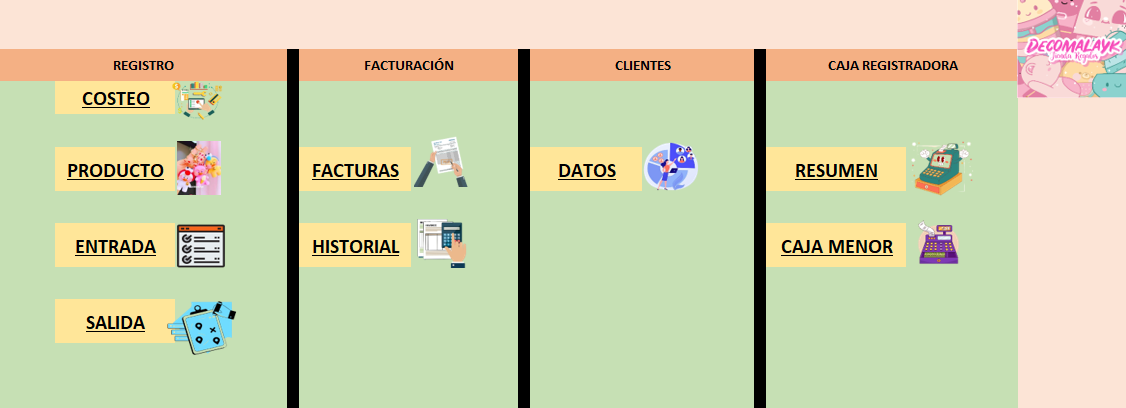 REGISTRO
COSTEO
PRODUCTO
ENTRADA
SALIDA
FACTURACIÓN
FACTURAS
HISTORIAL
CLIENTES
DATOS
CAJA REGISTRADORA
RESUMEN
CAJA MENOR
DECOMALAYK
Tienda Regalos